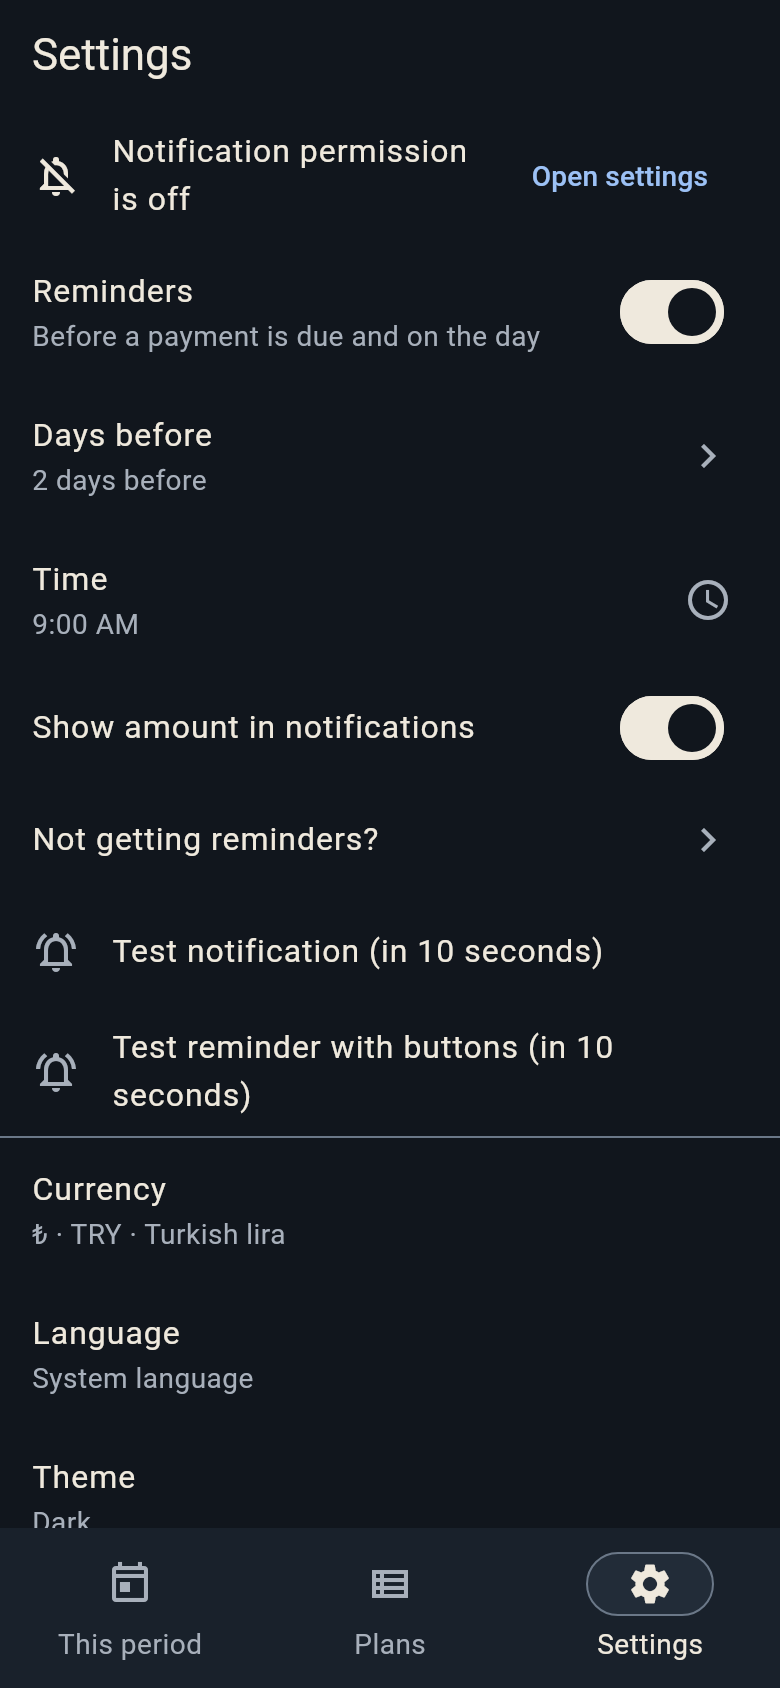 Settings
Notification permission
is off
Open settings
Reminders
Before a payment is due and on the day
Days before
2 days before
Time
9:00 AM
Show amount in notifications
Not getting reminders?
Test notification (in 10 seconds)
Test reminder with buttons (in 10
seconds)
Currency
₺ · TRY · Turkish lira
Language
System language
Theme
Dark
This period
Plans
Settings